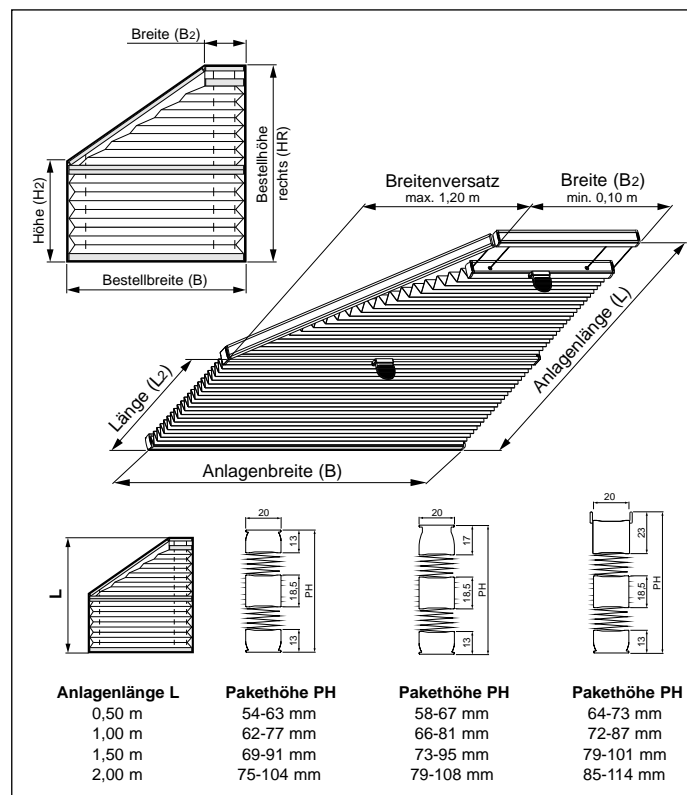 Breite (B2)
Bestellhöhe
rechts (HR)
Höhe (H2)
Bestellbreite (B)
Breitenversatz
max. 1,20 m
Breite (B2)
min. 0,10 m
Anlagenlänge (L)
Länge (L2)
Anlagenbreite (B)
L
20
13
18,5
13
PH
20
17
18,5
13
PH
20
23
18,5
13
PH
Anlagenlänge L Pakethöhe PH Pakethöhe PH Pakethöhe PH
0,50 m 54-63 mm 58-67 mm 64-73 mm
1,00 m 62-77 mm 66-81 mm 72-87 mm
1,50 m 69-91 mm 73-95 mm 79-101 mm
2,00 m 75-104 mm 79-108 mm 85-114 mm